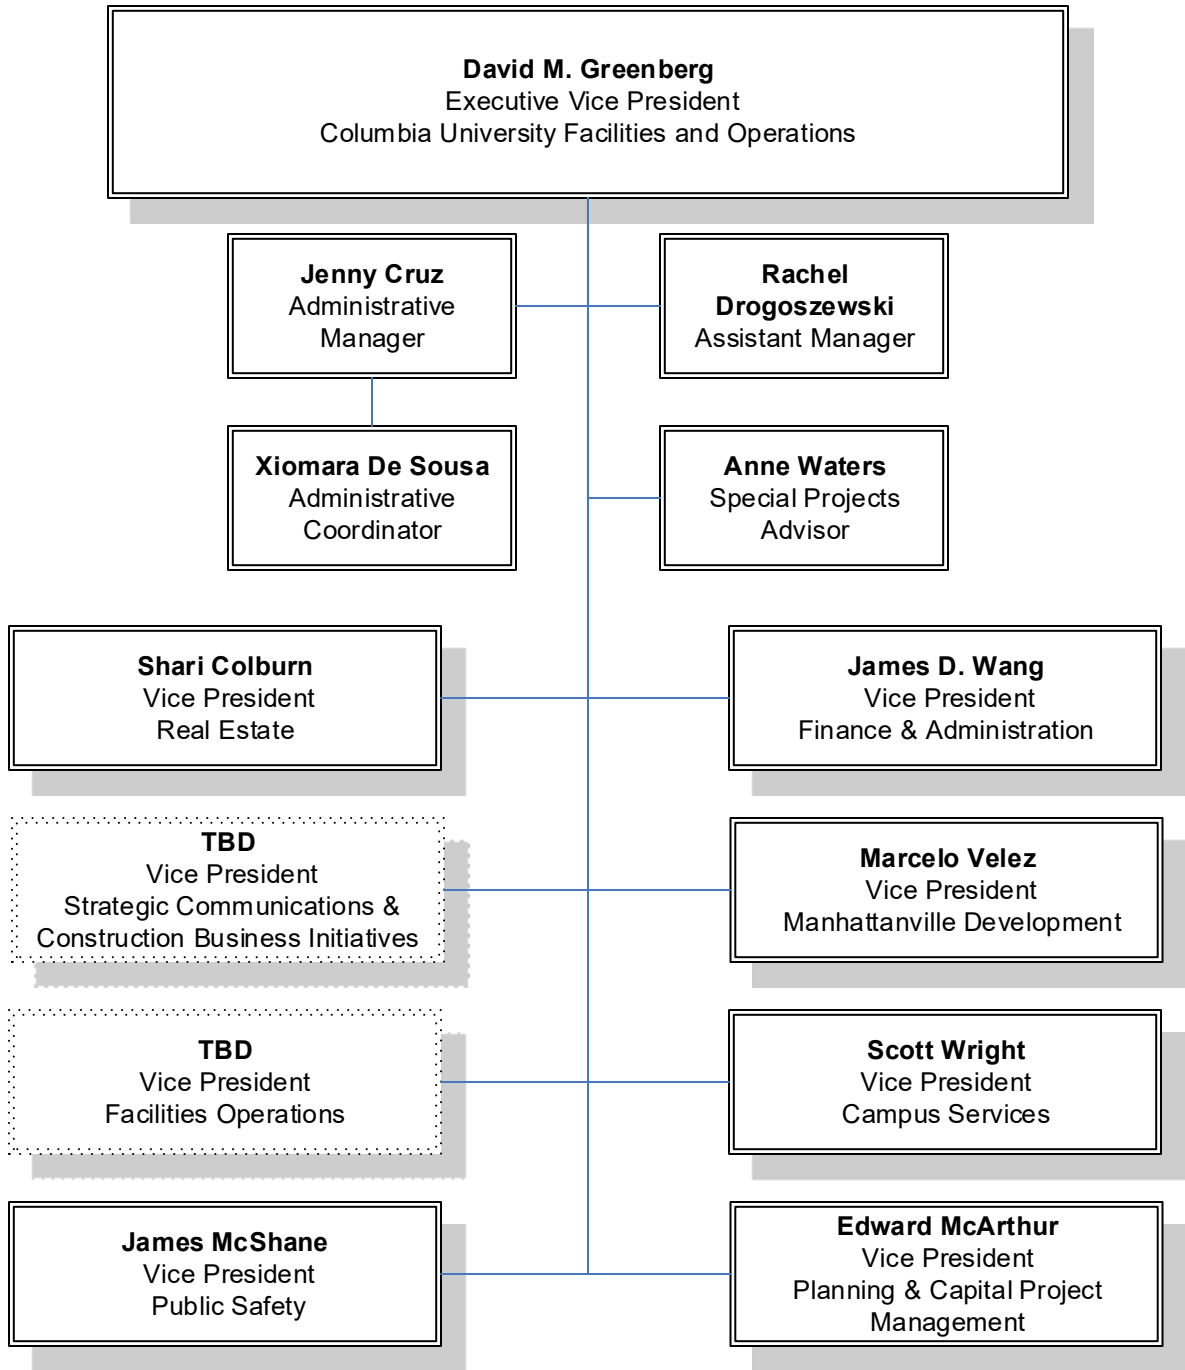 David M. Greenberg
Executive Vice President
Columbia University Facilities and Operations
Jenny Cruz
Administrative
Manager
Rachel
Drogoszewski
Assistant Manager
Xiomara De Sousa
Administrative
Coordinator
Anne Waters
Special Projects
Advisor
Shari Colburn
Vice President
Real Estate
James D. Wang
Vice President
Finance & Administration
TBD
Vice President
Strategic Communications &
Construction Business Initiatives
Marcelo Velez
Vice President
Manhattanville Development
TBD
Vice President
Facilities Operations
Scott Wright
Vice President
Campus Services
James McShane
Vice President
Public Safety
Edward McArthur
Vice President
Planning & Capital Project
Management